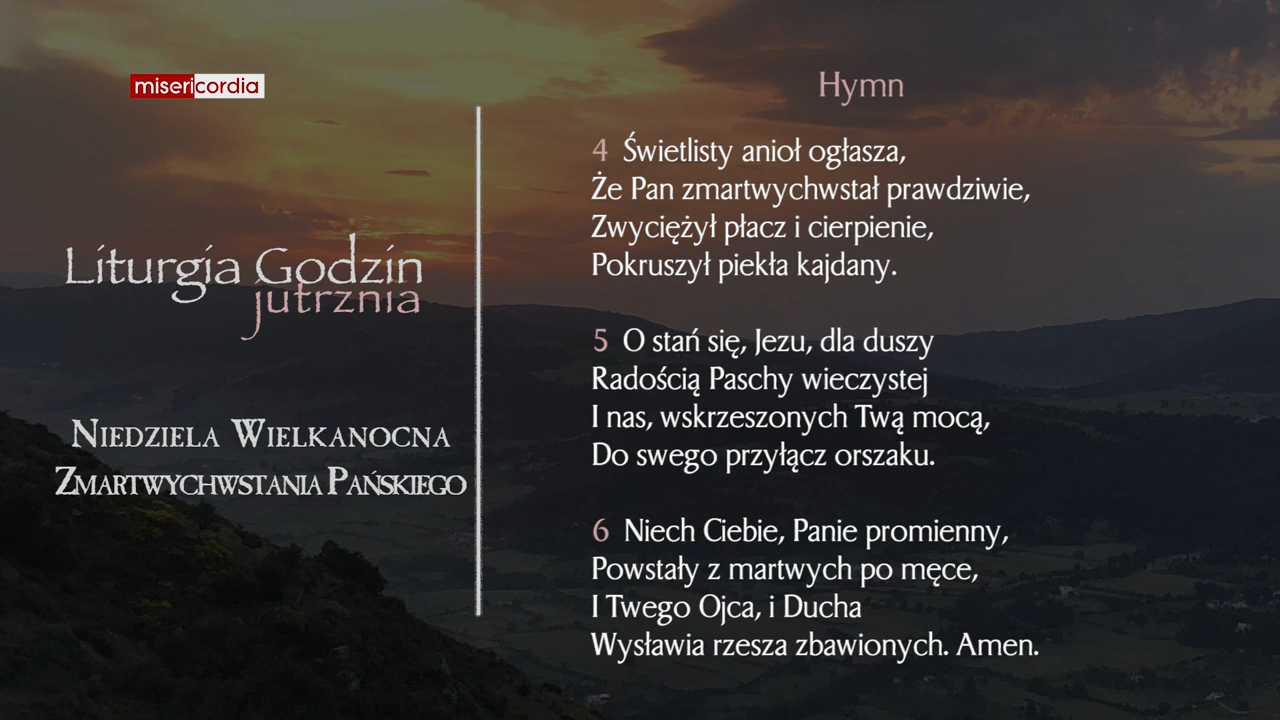 misericordia
Liturgia Godzin
jutrznia
Niedziela Wielkanocna
Zmartwychwstania Pańskiego
Hymn
4 Świetlisty anioł ogłasza,
Że Pan zmartwychwstał prawdziwie,
Zwyciężył płacz i cierpienie,
Pokruszył piekła kajdany.
5 O stań się, Jezu, dla duszy
Radością Paschy wieczystej
I nas, wskrzeszonych Twą mocą,
Do swego przyłącz orszaku.
6 Niech Ciebie, Panie promienny,
Powstały z martwych po męce,
I Twego Ojca, i Ducha
Wysławia rzesza zbawionych. Amen.